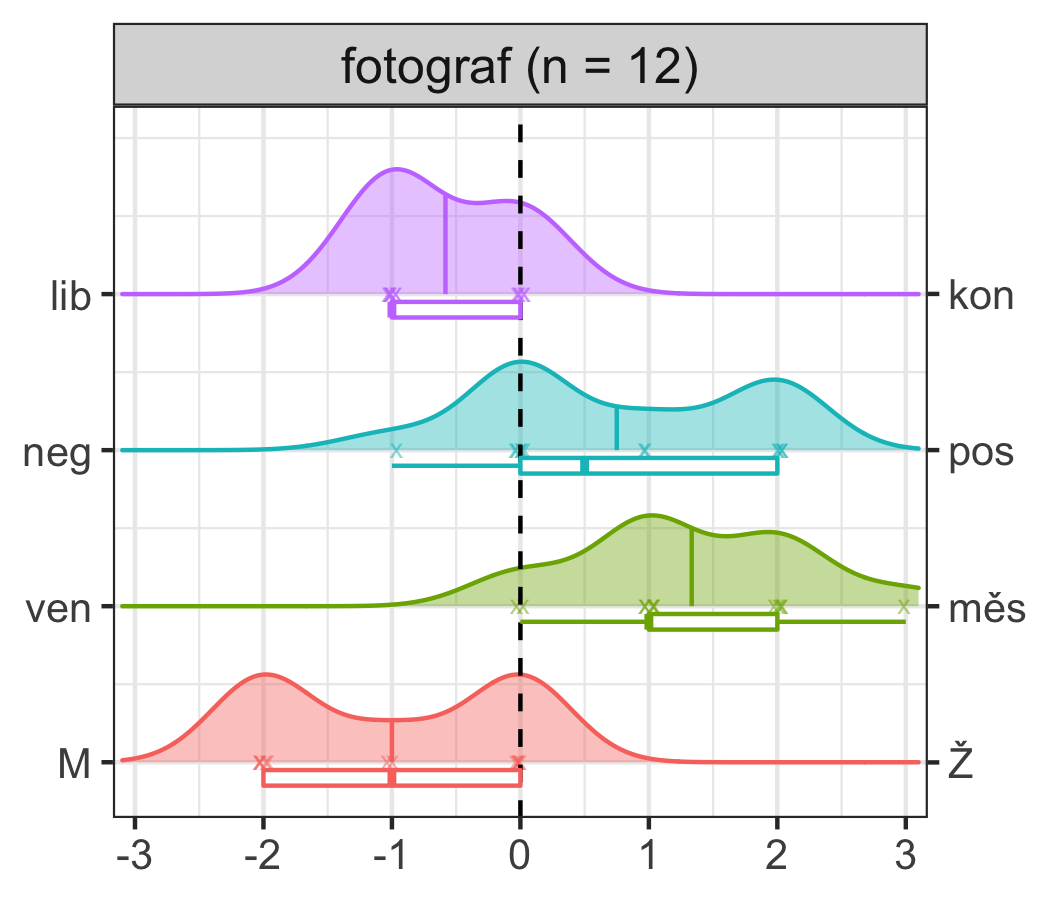 fotograf (n = 12)
lib kon
neg pos
ven měs
M Ž
-3 -2 -1 0 1 2 3